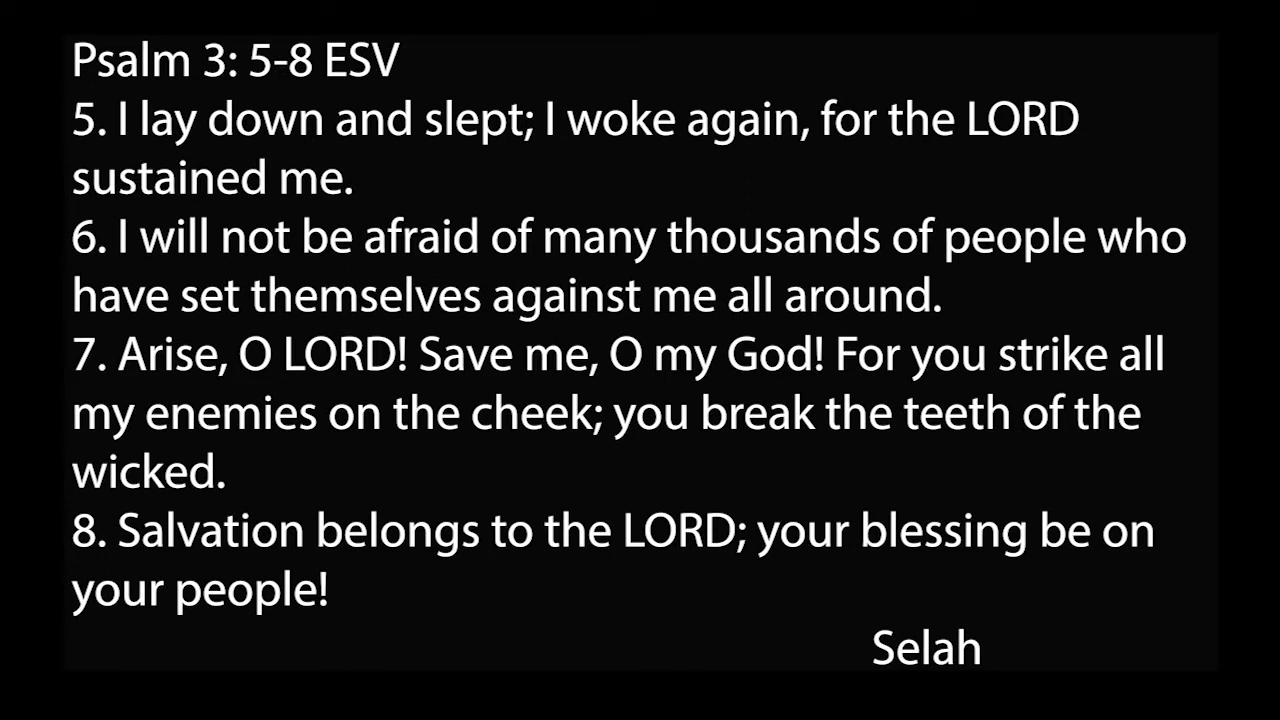 Psalm 3: 5-8 ESV
5. I lay down and slept; I woke again, for the LORD
sustained me.
6. I will not be afraid of many thousands of people who
have set themselves against me all around.
7. Arise, O LORD! Save me, O my God! For you strike all
my enemies on the cheek; you break the teeth of the
wicked.
8. Salvation belongs to the LORD; your blessing be on
your people!
Selah